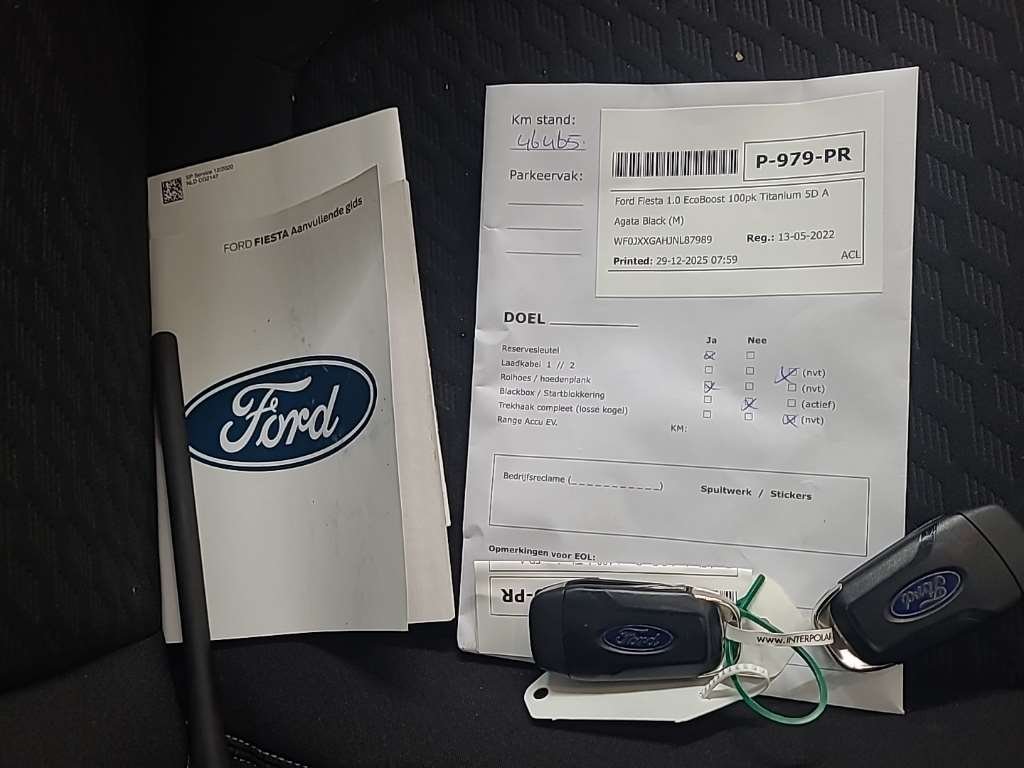 SP Service 12/2020
NLD CG2147
FORD FIESTA Aanvullende gids
Ford
Km stand:
46465
Parkeervak:
P-979-PR
Ford Fiesta 1.0 EcoBoost 100pk Titanium 5D A
Agata Black (M)
WF0JXXGAHJNL87989 Reg.: 13-05-2022
Printed: 29-12-2025 07:59 ACL
DOEL
Ja Nee
Reservesleutel
Laadkabel 1 // 2 (nvt)
Rolhoes / hoedenplank (nvt)
Blackbox / Startblokkering (actief)
Trekhaak compleet (losse kogel) (nvt)
Range Accu EV. KM:
Bedrijfsreclame (___________) Spuitwerk / Stickers
Opmerkingen voor EOL:
-PR
Ford
Ford
WWW.INTERPOLA